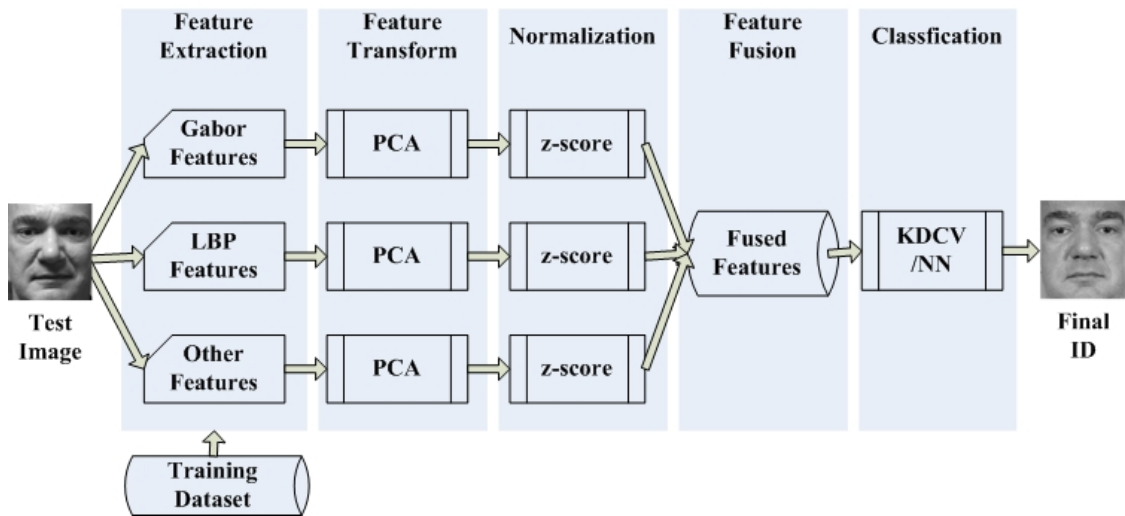 Feature
Extraction
Feature
Transform
Normalization
Feature
Fusion
Classfication
Gabor
Features
PCA
z-score
LBP
Features
PCA
z-score
Fused
Features
KDCV
/NN
Test
Image
Final
ID
Other
Features
PCA
z-score
Training
Dataset